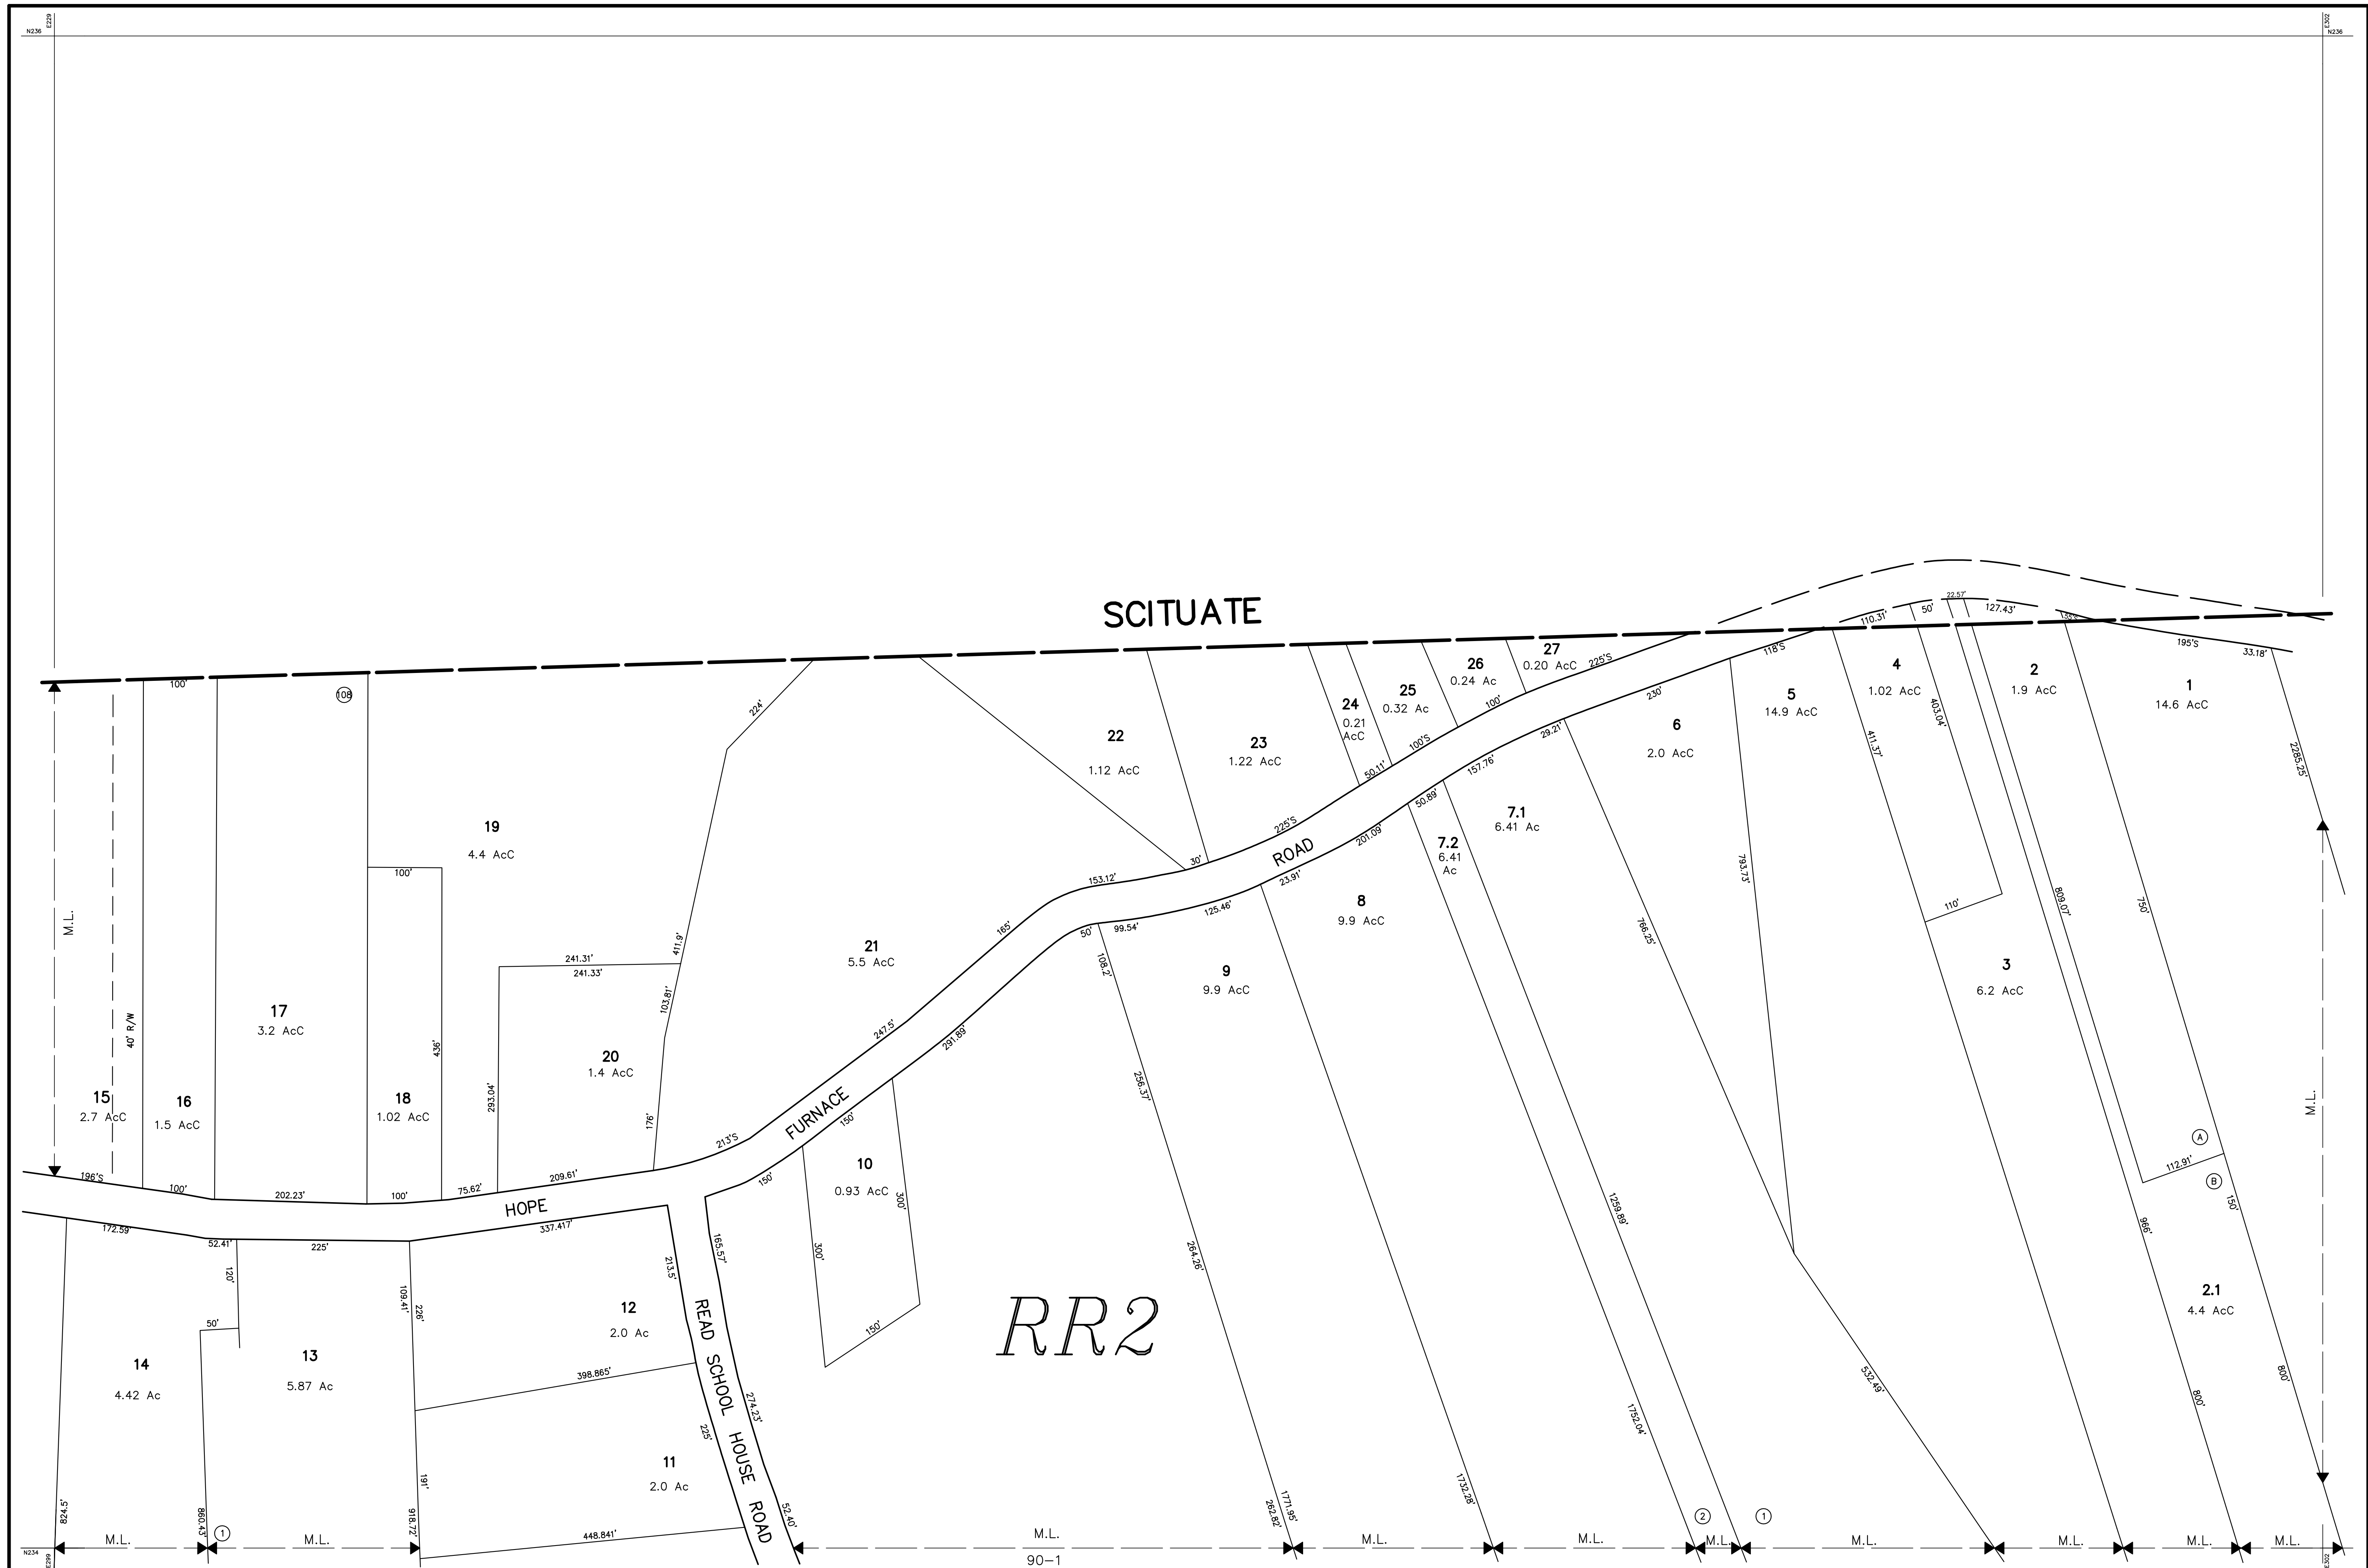 N236
E229
E302
N236
SCITUATE
100'
108
224'
22
1.12 AcC
23
1.22 AcC
24
0.21
AcC
25
0.32 Ac
26
0.24 Ac
27
0.20 AcC
225'S
100'
100'S
50.11'
225'S
30'
153.12'
165'
247.5'
213'S
118'S
110.31'
50'
22.57'
127.43'
195'S
33.18'
230'
29.21'
157.76'
50.89'
201.09'
23.91'
125.46'
99.54'
50'
291.89'
150'
150'
5
14.9 AcC
4
1.02 AcC
2
1.9 AcC
1
14.6 AcC
6
2.0 AcC
7.1
6.41 Ac
7.2
6.41
Ac
8
9.9 AcC
9
9.9 AcC
3
6.2 AcC
403.04'
411.37'
110'
2285.25'
793.73'
766.25'
809.07'
750'
108.2'
256.37'
264.26'
262.82'
1771.95'
1732.28'
1752.04'
1259.89'
532.49'
966'
800'
112.91'
A
B
150'
800'
2.1
4.4 AcC
M.L.
M.L.
40' R/W
15
2.7 AcC
16
1.5 AcC
17
3.2 AcC
18
1.02 AcC
19
4.4 AcC
100'
436'
241.31'
241.33'
293.04'
411.9'
103.81'
176'
20
1.4 AcC
21
5.5 AcC
196'S
100'
202.23'
100'
75.62'
209.61'
HOPE
FURNACE
ROAD
172.59'
52.41'
225'
337.417'
10
0.93 AcC
300'
300'
150'
120'
50'
14
4.42 Ac
13
5.87 Ac
109.41'
226'
12
2.0 Ac
213.5'
165.57'
398.865'
READ SCHOOL HOUSE ROAD
274.23'
225'
52.40'
191'
11
2.0 Ac
448.841'
RR2
824.5'
860.43'
918.72'
1
2
1
M.L.
M.L.
M.L.
M.L.
M.L.
M.L.
M.L.
M.L.
M.L.
M.L.
90-1
N234
E299
E302